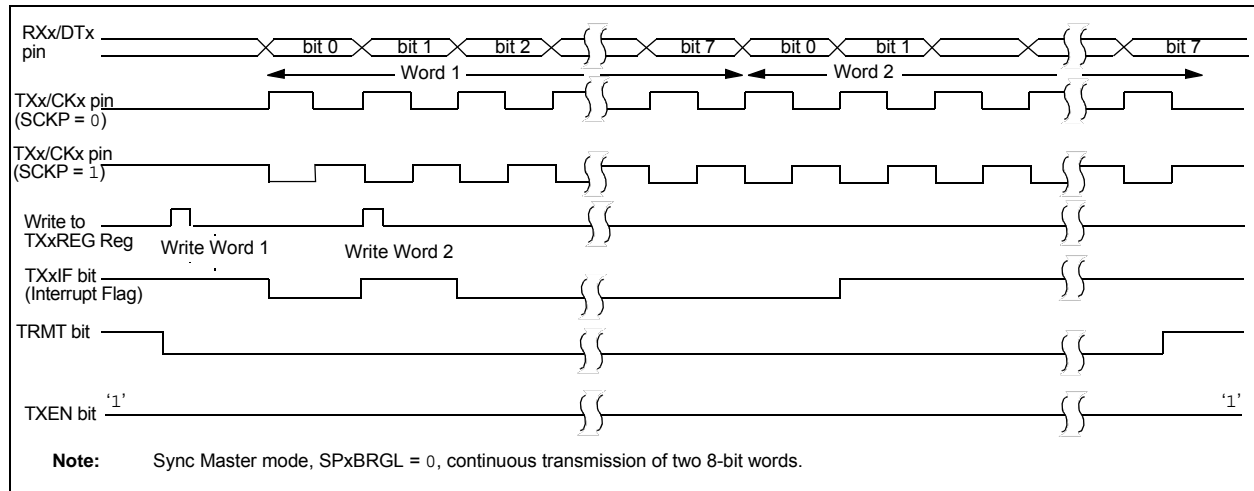 RXx/DTx
pin
bit 0 bit 1 bit 2 bit 7 bit 0 bit 1 bit 7
Word 1 Word 2
TXx/CKx pin
(SCKP = 0)
TXx/CKx pin
(SCKP = 1)
Write to
TXxREG Reg
Write Word 1 Write Word 2
TXxIF bit
(Interrupt Flag)
TRMT bit
‘1’ ‘1’
TXEN bit
Note: Sync Master mode, SPxBRGL = 0, continuous transmission of two 8-bit words.